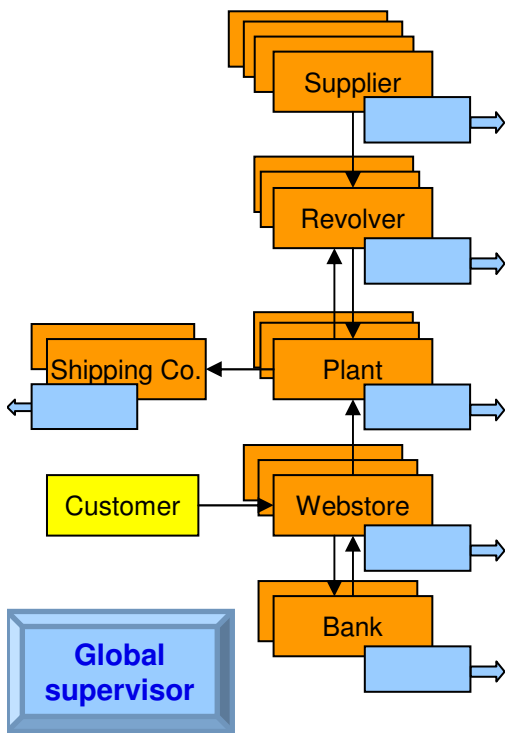 Supplier
Revolver
Shipping Co.
Plant
Customer
Webstore
Bank
Global
supervisor